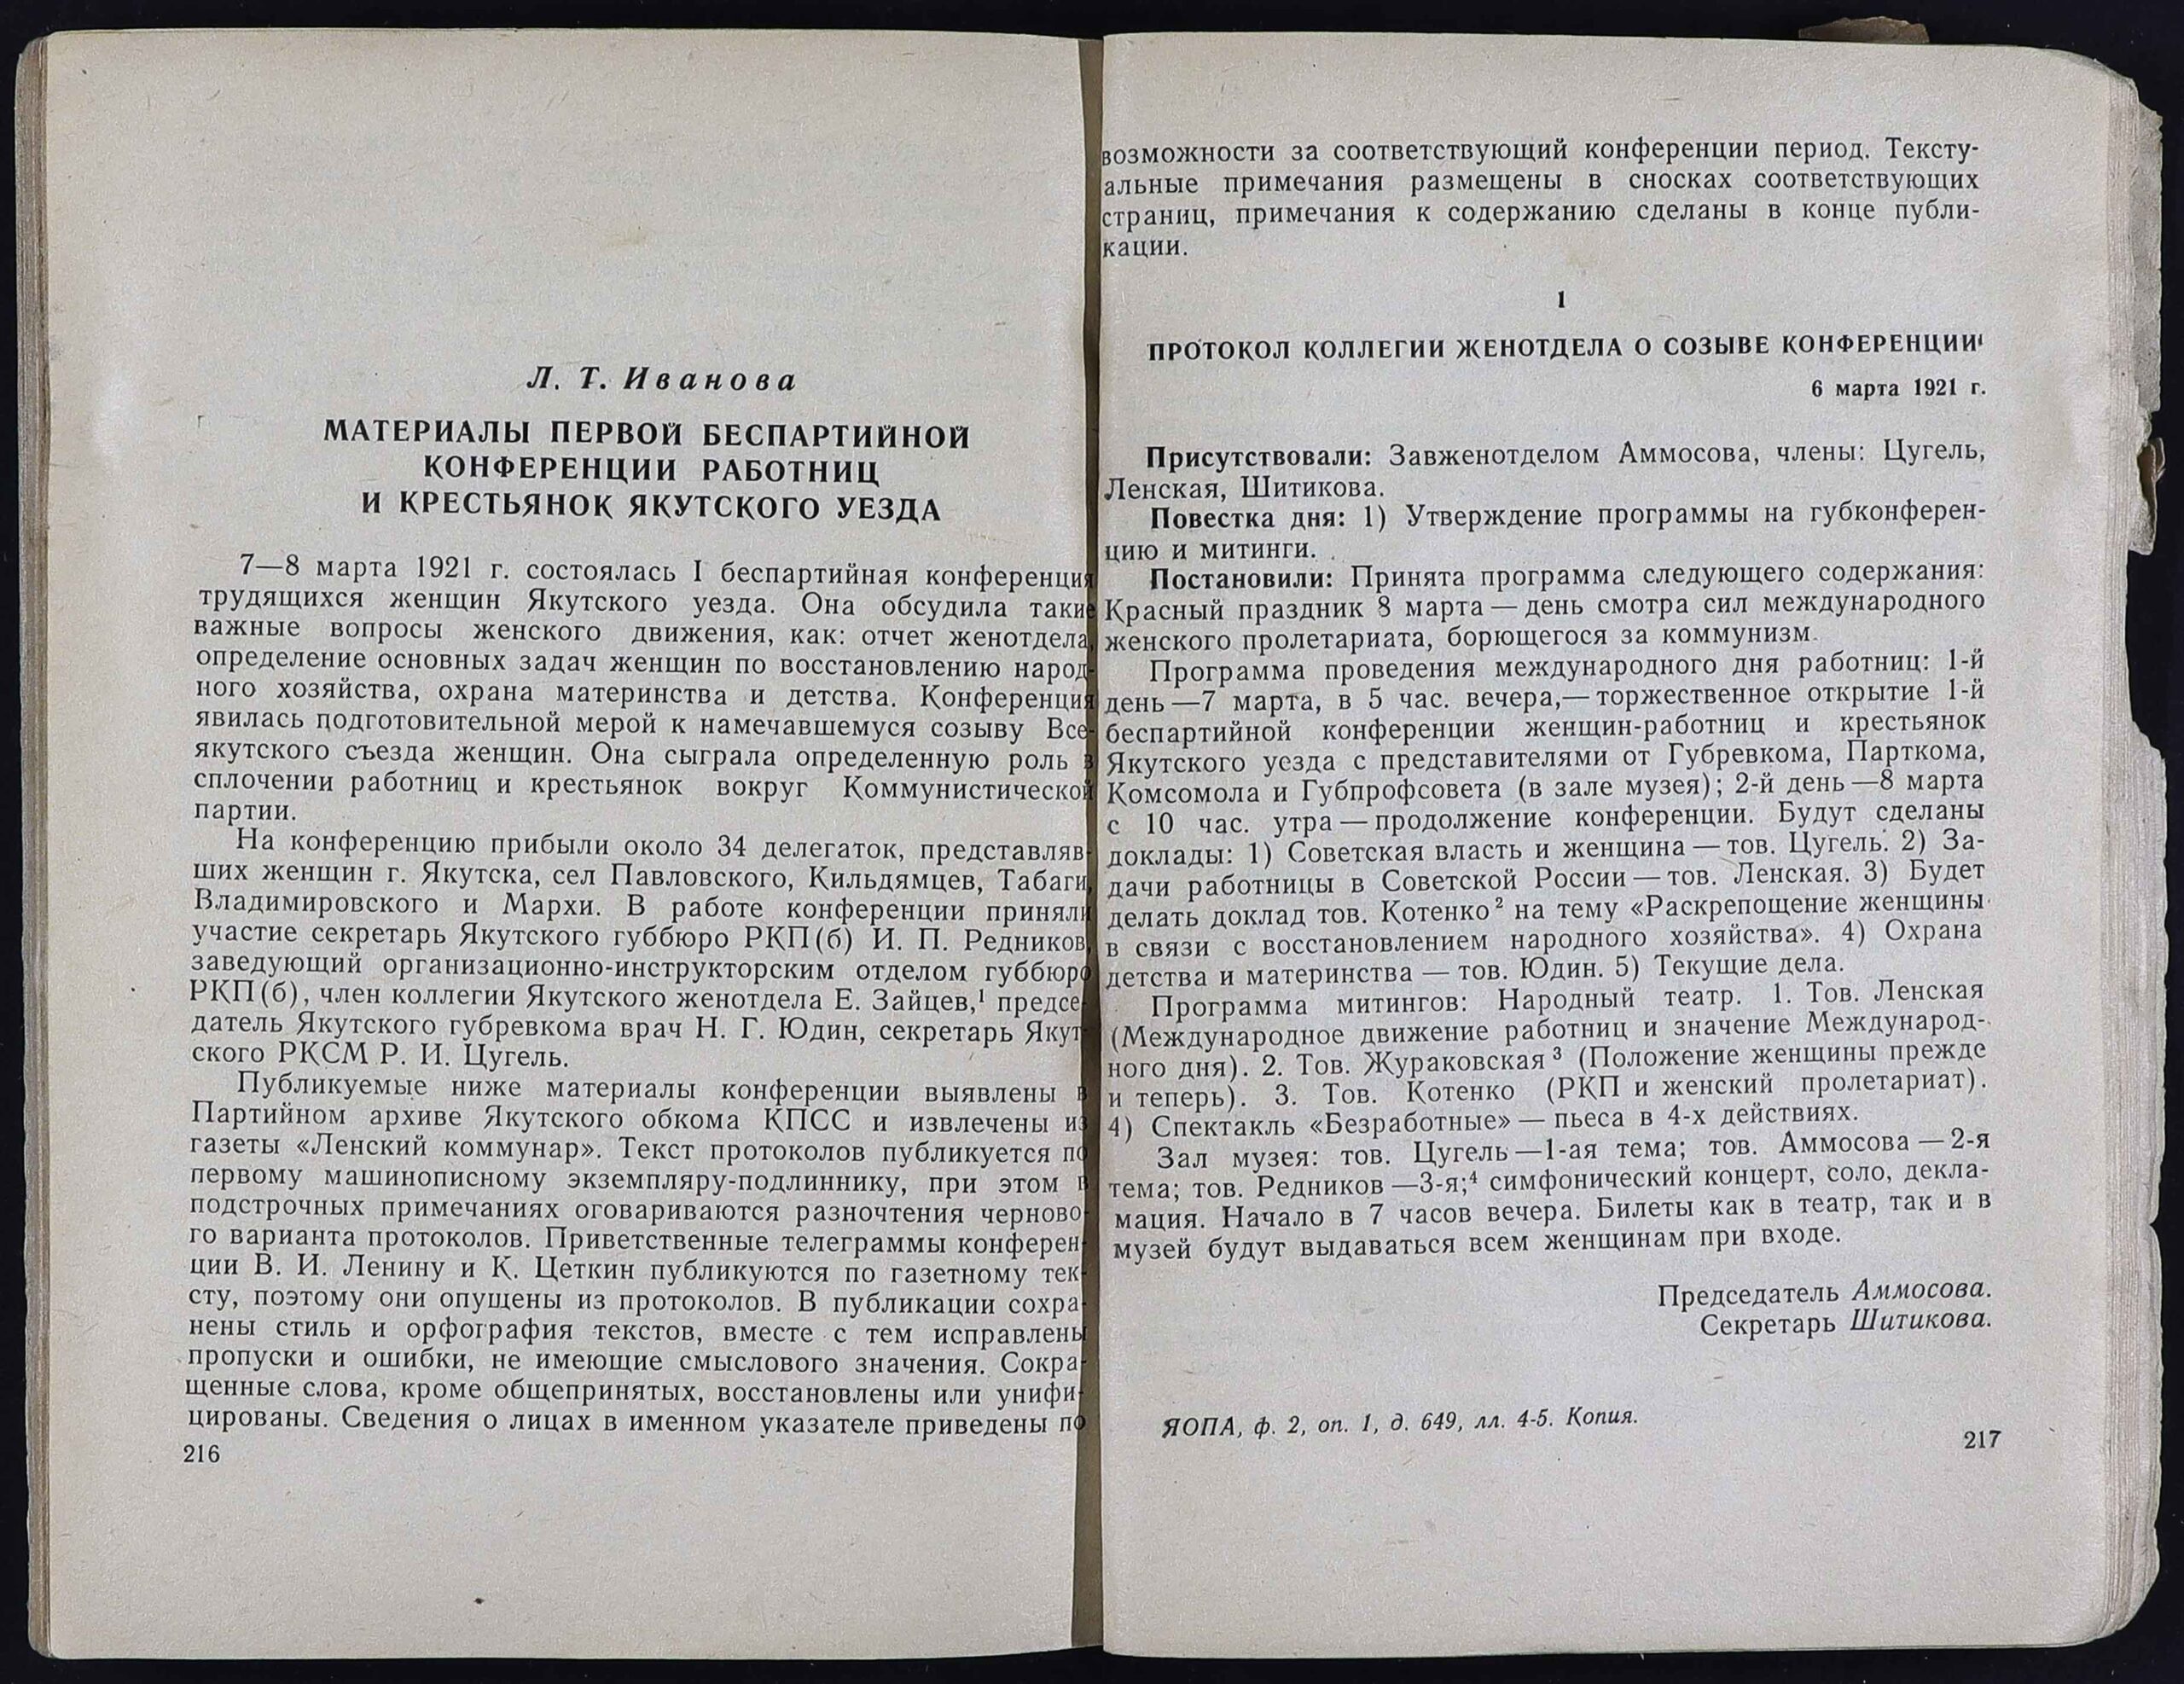 Л. Т. Иванова
МАТЕРИАЛЫ ПЕРВОЙ БЕСПАРТИЙНОЙ
КОНФЕРЕНЦИИ РАБОТНИЦ
И КРЕСТЬЯНОК ЯКУТСКОГО УЕЗДА
7—8 марта 1921 г. состоялась I беспартийная конференция
трудящихся женщин Якутского уезда. Она обсудила такие
важные вопросы женского движения, как: отчет женотдела,
определение основных задач женщин по восстановлению народ-
ного хозяйства, охрана материнства и детства. Конференция
явилась подготовительной мерой к намечавшемуся созыву Все-
якутского съезда женщин. Она сыграла определенную роль в
сплочении работниц и крестьянок вокруг Коммунистической
партии.
На конференцию прибыли около 34 делегаток, представляв-
ших женщин г. Якутска, сел Павловского, Кильдямцев, Табаги,
Владимировского и Мархи. В работе конференции приняли
участие секретарь Якутского губбюро РКП(б) И. П. Редников,
заведующий организационно-инструкторским отделом губбюро
РКП(б), член коллегии Якутского женотдела Е. Зайцев,¹ предсе-
датель Якутского губревкома врач Н. Г. Юдин, секретарь Якут-
ского РКСМ Р. И. Цугель.
Публикуемые ниже материалы конференции выявлены в
Партийном архиве Якутского обкома КПСС и извлечены из
газеты «Ленский коммунар». Текст протоколов публикуется по
первому машинописному экземпляру-подлиннику, при этом в
подстрочных примечаниях оговариваются разночтения черново-
го варианта протоколов. Приветственные телеграммы конферен-
ции В. И. Ленину и К. Цеткин публикуются по газетному тек-
сту, поэтому они опущены из протоколов. В публикации сохра-
нены стиль и орфография текстов, вместе с тем исправлены
пропуски и ошибки, не имеющие смыслового значения. Сокра-
щенные слова, кроме общепринятых, восстановлены или унифи-
цированы. Сведения о лицах в именном указателе приведены по
216
возможности за соответствующий конференции период. Тексту-
альные примечания размещены в сносках соответствующих
страниц, примечания к содержанию сделаны в конце публи-
кации.
1
ПРОТОКОЛ КОЛЛЕГИИ ЖЕНОТДЕЛА О СОЗЫВЕ КОНФЕРЕНЦИИ¹
6 марта 1921 г.
Присутствовали: Завженотделом Аммосова, члены: Цугель,
Ленская, Шитикова.
Повестка дня: 1) Утверждение программы на губконферен-
цию и митинги.
Постановили: Принята программа следующего содержания:
Красный праздник 8 марта — день смотра сил международного
женского пролетариата, борющегося за коммунизм.
Программа проведения международного дня работниц: 1-й
день — 7 марта, в 5 час. вечера, — торжественное открытие 1-й
беспартийной конференции женщин-работниц и крестьянок
Якутского уезда с представителями от Губревкома, Парткома,
Комсомола и Губпрофсовета (в зале музея); 2-й день — 8 марта
с 10 час. утра — продолжение конференции. Будут сделаны
доклады: 1) Советская власть и женщина — тов. Цугель. 2) За-
дачи работницы в Советской России — тов. Ленская. 3) Будет
делать доклад тов. Котенко² на тему «Раскрепощение женщины
в связи с восстановлением народного хозяйства». 4) Охрана
детства и материнства — тов. Юдин. 5) Текущие дела.
Программа митингов: Народный театр. 1. Тов. Ленская
(Международное движение работниц и значение Международ-
ного дня). 2. Тов. Жураковская³ (Положение женщины прежде
и теперь). 3. Тов. Котенко (РКП и женский пролетариат).
4) Спектакль «Безработные» — пьеса в 4-х действиях.
Зал музея: тов. Цугель — 1-ая тема; тов. Аммосова — 2-я
тема; тов. Редников — 3-я;⁴ симфонический концерт, соло, декла-
мация. Начало в 7 часов вечера. Билеты как в театр, так и в
музей будут выдаваться всем женщинам при входе.
Председатель Аммосова.
Секретарь Шитикова.
ЯОПА, ф. 2, оп. 1, д. 649, лл. 4-5. Копия.
217